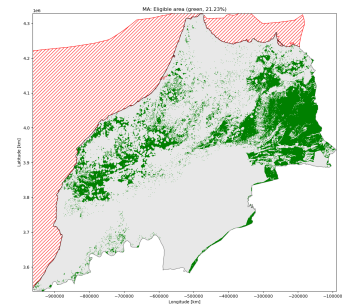 MA: Eligible area (green, 21.23%)
1e6
4.3
4.2
4.1
4.0
3.9
3.8
3.7
3.6
Latitude [km]
−900000 −800000 −700000 −600000 −500000 −400000 −300000 −200000 −100000
Longitude [km]